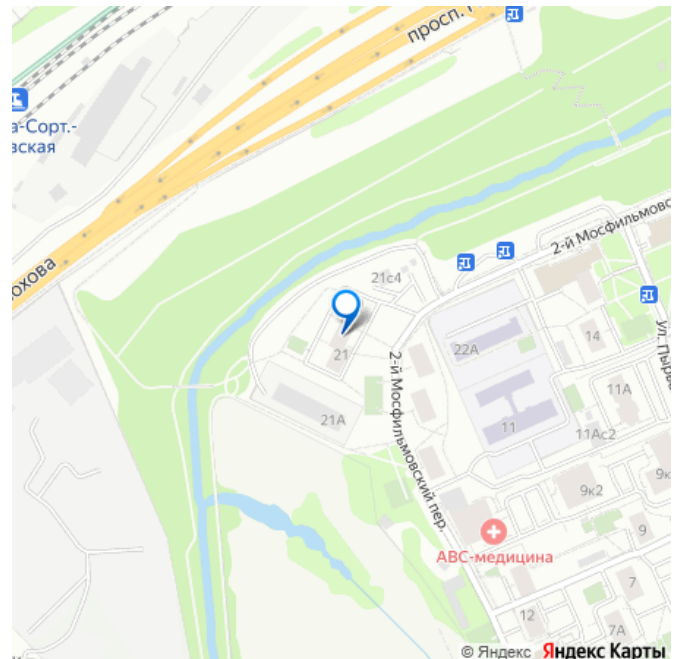 просп. Г
а-Сорт.-
вская
охова
2-й Мосфильмовс
21с4
21
21А
2-й Мосфильмовский пер.
22А
14
ул. Пырье
11А
11
11Ас2
9к2
9к
АВС-медицина
9
7
12
7А
© Яндекс Яндекс Карты